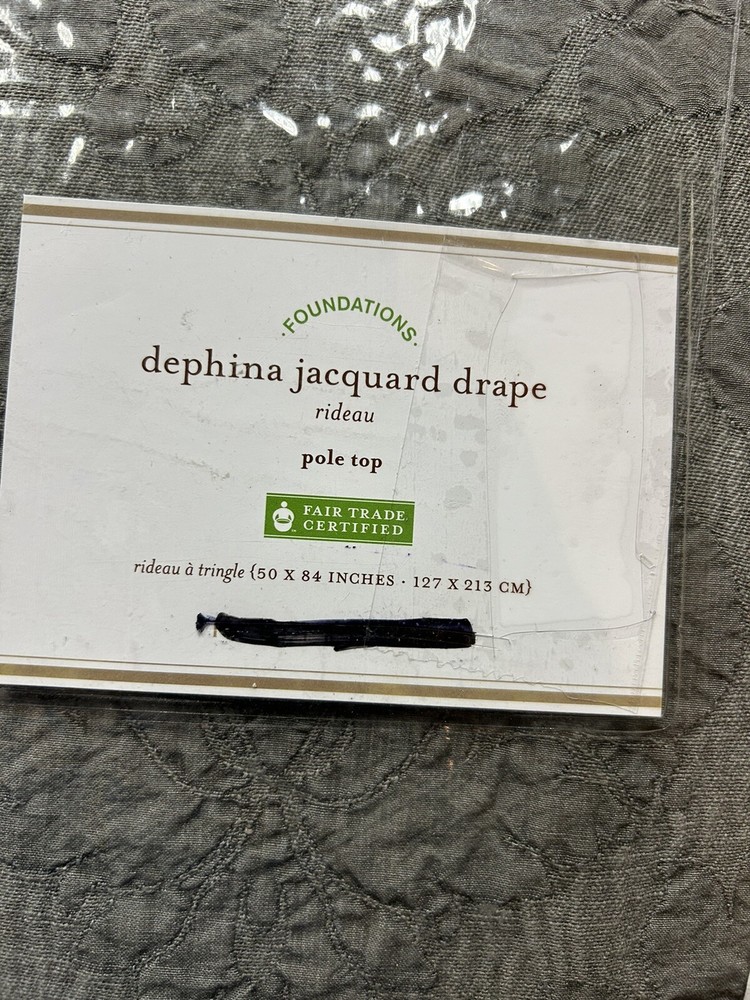 ·FOUNDATIONS·
dephina jacquard drape
rideau
pole top
FAIR TRADE
CERTIFIED
rideau à tringle {50 X 84 INCHES · 127 X 213 CM}